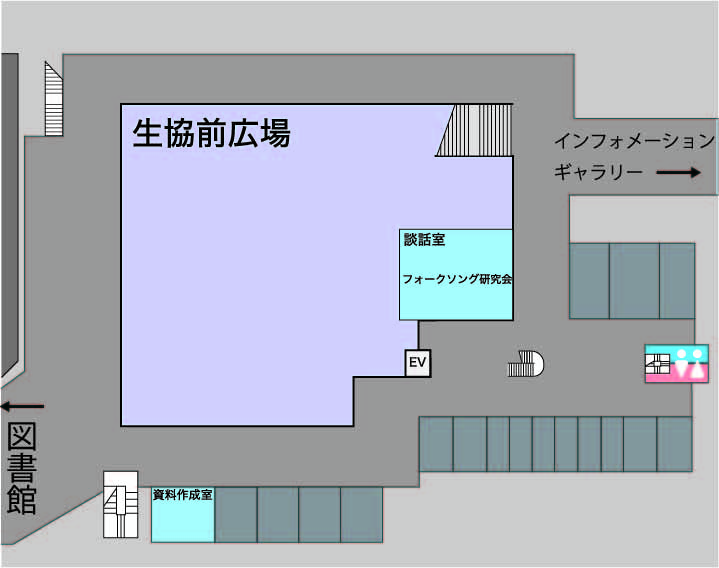 生協前広場
インフォメーション
ギャラリー
談話室
フォークソング研究会
EV
図書館
資料作成室